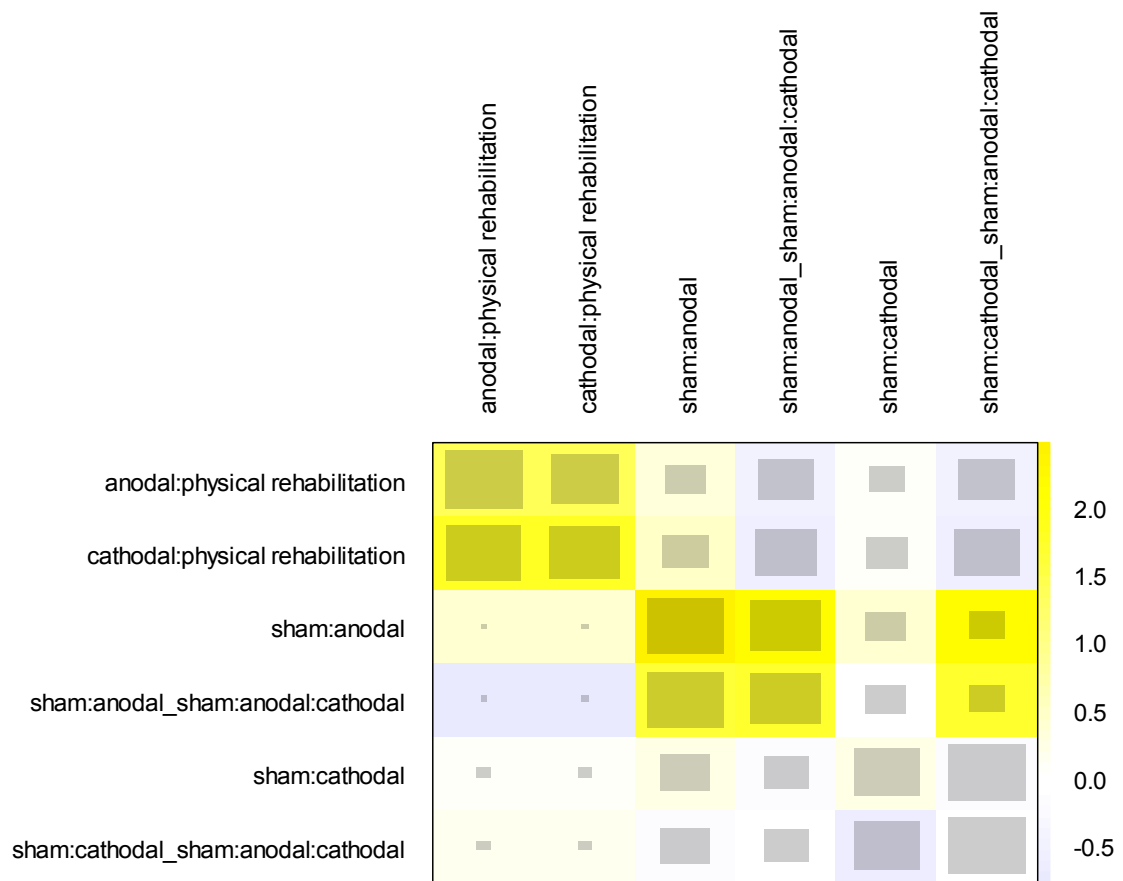 anodal:physical rehabilitation
cathodal:physical rehabilitation
sham:anodal
sham:anodal_sham:anodal:cathodal
sham:cathodal
sham:cathodal_sham:anodal:cathodal
anodal:physical rehabilitation
cathodal:physical rehabilitation
sham:anodal
sham:anodal_sham:anodal:cathodal
sham:cathodal
sham:cathodal_sham:anodal:cathodal
2.0
1.5
1.0
0.5
0.0
-0.5